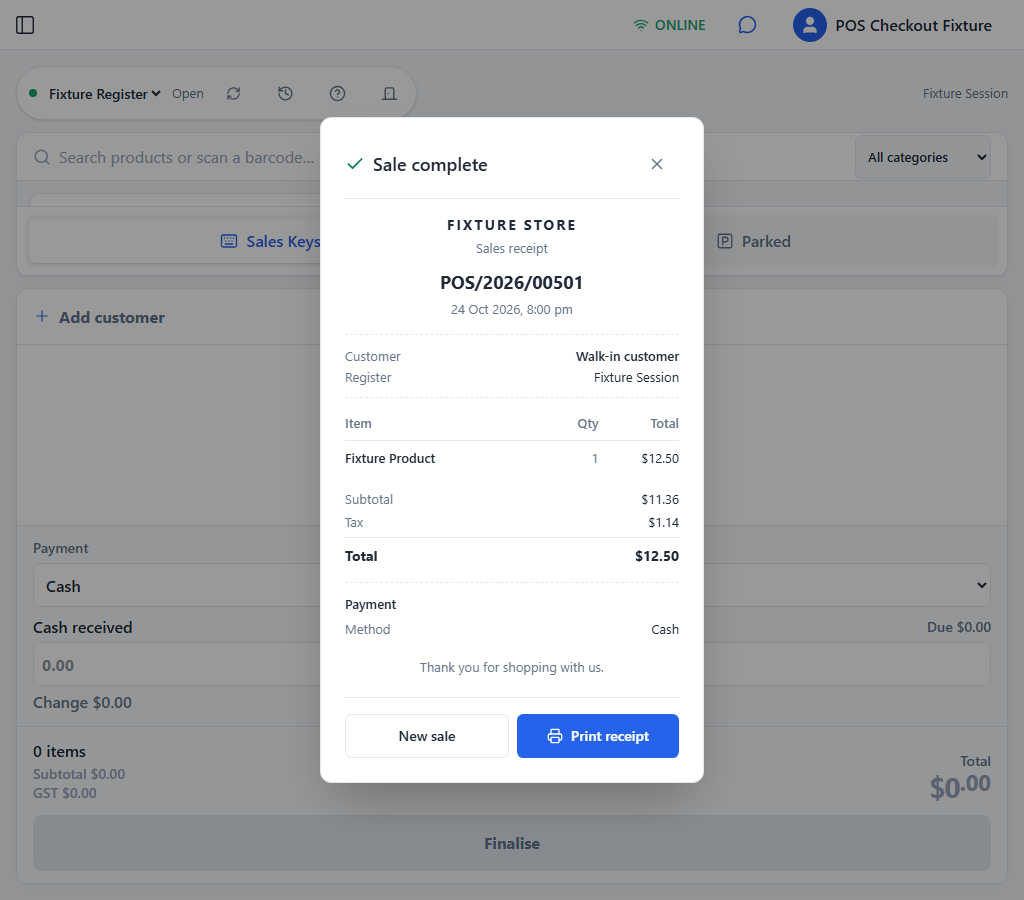 ONLINE
POS Checkout Fixture
Fixture Register
Open
Fixture Session
Search products or scan a barcode...
All categories
Sales Keys
Parked
Add customer
Payment
Cash
Cash received
Due $0.00
0.00
Change $0.00
0 items
Subtotal $0.00
GST $0.00
Total
$0.00
Finalise
Sale complete
FIXTURE STORE
Sales receipt
POS/2026/00501
24 Oct 2026, 8:00 pm
Customer Walk-in customer
Register Fixture Session
Item Qty Total
Fixture Product 1 $12.50
Subtotal $11.36
Tax $1.14
Total $12.50
Payment
Method Cash
Thank you for shopping with us.
New sale
Print receipt